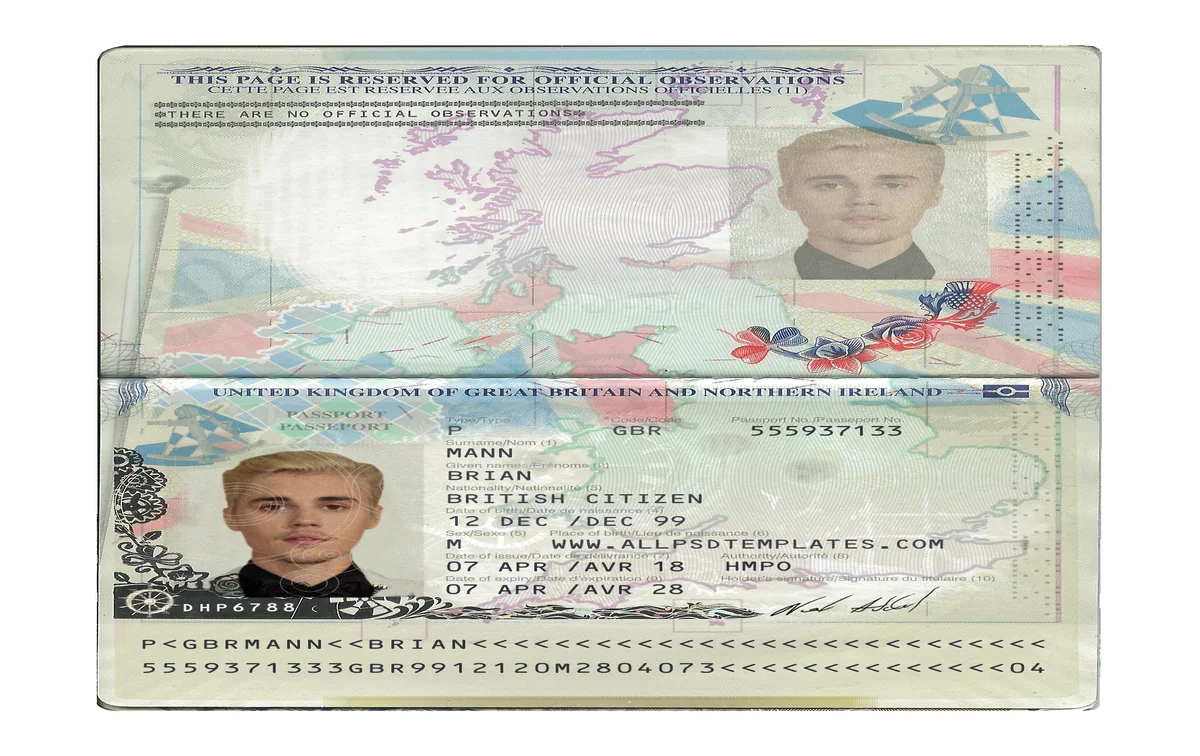 THIS PAGE IS RESERVED FOR OFFICIAL OBSERVATIONS
CETTE PAGE EST RESERVEE AUX OBSERVATIONS OFFICIELLES (11)
*THERE ARE NO OFFICIAL OBSERVATIONS*
UNITED KINGDOM OF GREAT BRITAIN AND NORTHERN IRELAND
PASSPORT
PASSEPORT
Type/Type Code/Code Passport No./Passeport No.
P GBR 555937133
Surname/Nom (1)
MANN
Given names/Prénoms (2)
BRIAN
Nationality/Nationalité (3)
BRITISH CITIZEN
Date of birth/Date de naissance (4)
12 DEC /DEC 99
Sex/Sexe (5) Place of birth/Lieu de naissance (6)
M WWW.ALLPSDTEMPLATES.COM
Date of issue/Date de délivrance (7) Authority/Autorité (8)
07 APR /AVR 18 HMPO
Date of expiry/Date d'expiration (9) Holder's signature/Signature du titulaire (10)
07 APR /AVR 28
DHP6788
P<GBRMANN<<BRIAN<<<<<<<<<<<<<<<<<<<<<<<<<<<<
5559371333GBR9912120M2804073<<<<<<<<<<<<<<04